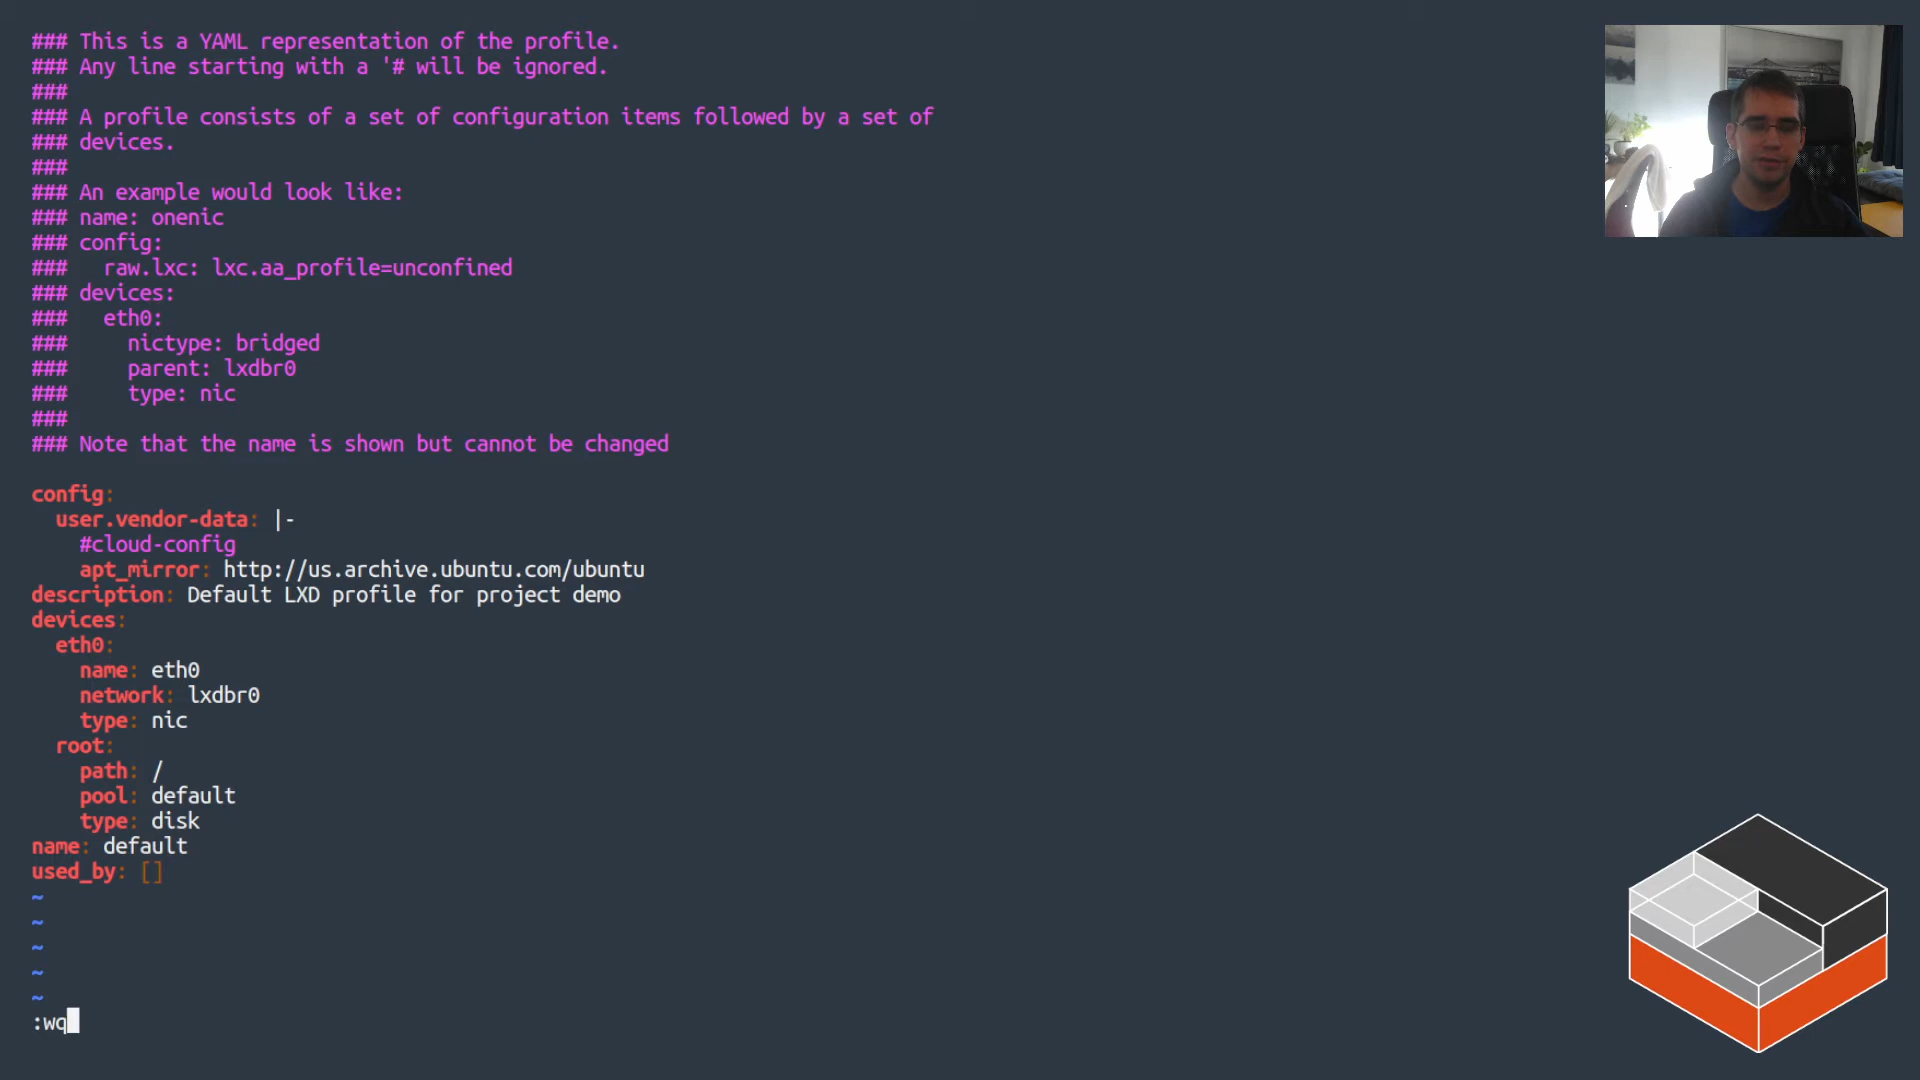 ### This is a YAML representation of the profile.
### Any line starting with a '# will be ignored.
###
### A profile consists of a set of configuration items followed by a set of
### devices.
###
### An example would look like:
### name: onenic
### config:
###   raw.lxc: lxc.aa_profile=unconfined
### devices:
###   eth0:
###     nictype: bridged
###     parent: lxdbr0
###     type: nic
###
### Note that the name is shown but cannot be changed
config:
  user.vendor-data: |-
    #cloud-config
    apt_mirror: http://us.archive.ubuntu.com/ubuntu
description: Default LXD profile for project demo
devices:
  eth0:
    name: eth0
    network: lxdbr0
    type: nic
  root:
    path: /
    pool: default
    type: disk
name: default
used_by: []
~
~
~
~
~
:wq